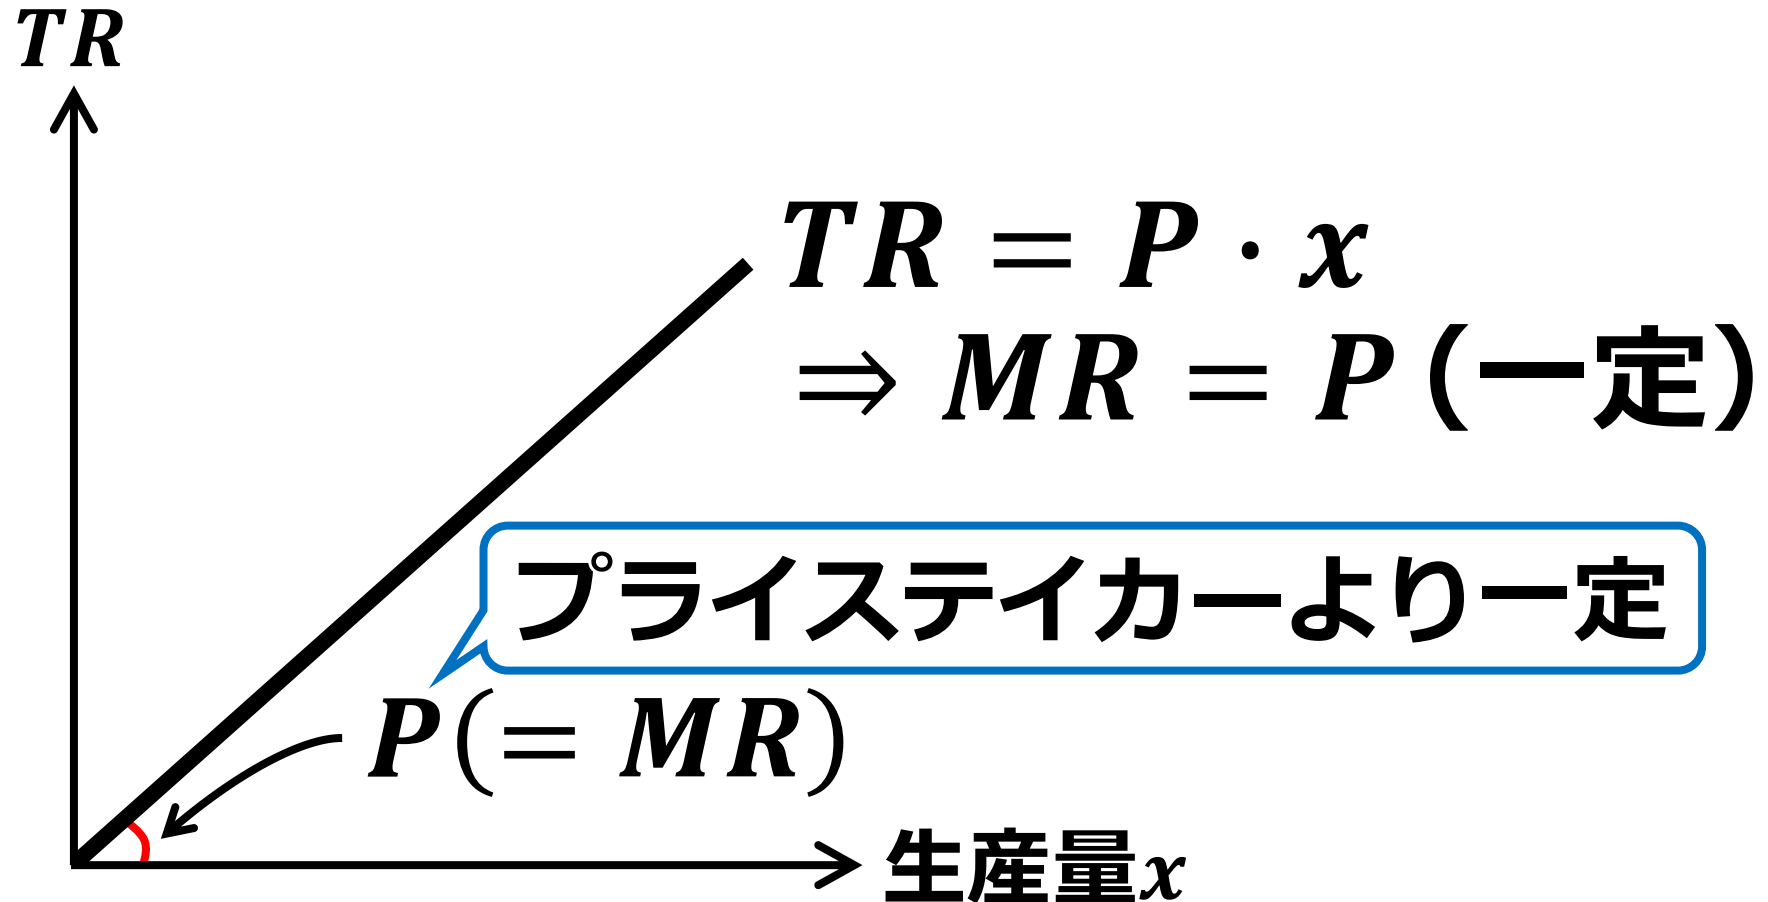 TR
TR = P · x
⇒ MR = P（一定）
プライステイカーより一定
P(= MR)
生産量x